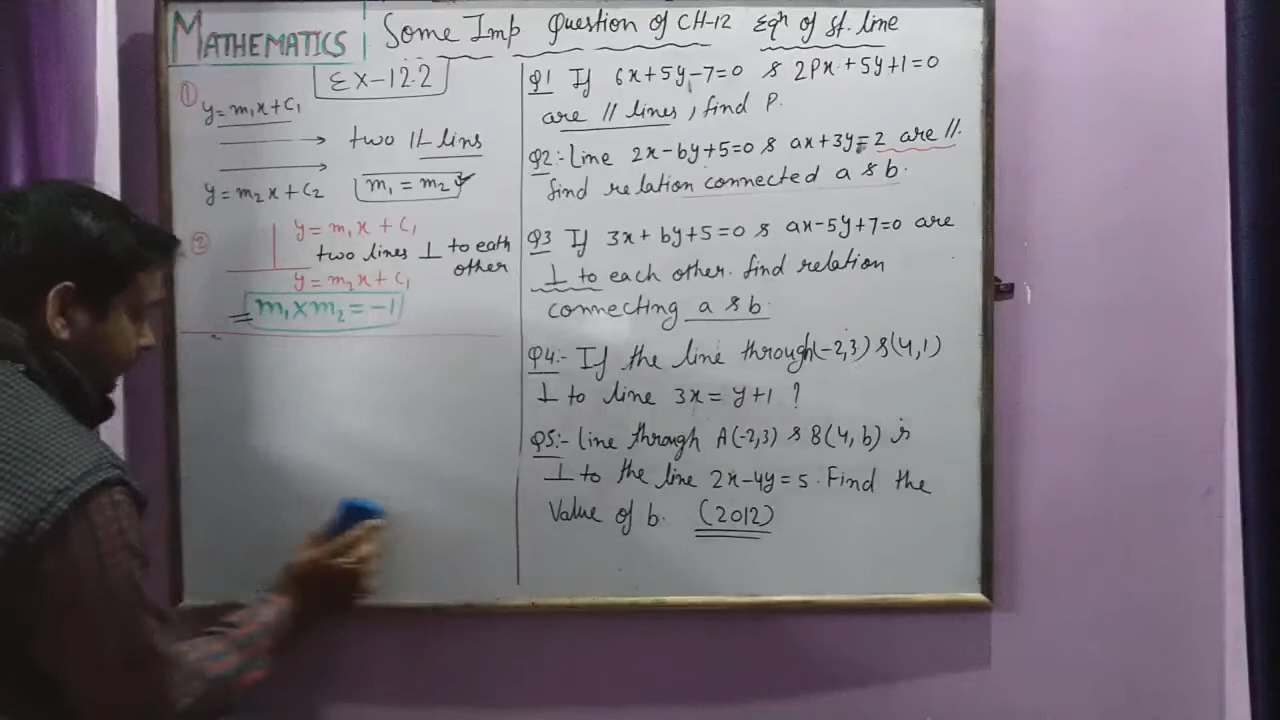 MATHEMATICS
Some Imp Question of CH-12 Eqn of St. line
EX-12.2
① y = m₁x + C₁
two || lins
y = m₂x + C₂ m₁ = m₂
② y = m₁x + C₁
two lines ⊥ to eath other
y = m₂x + C₁
m₁ × m₂ = -1
Q1 If 6x + 5y - 7 = 0 & 2Px + 5y + 1 = 0
are // lines, find P.
Q2:- Line 2x - by + 5 = 0 & ax + 3y = 2 are //.
find relation connected a & b.
Q3 If 3x + by + 5 = 0 & ax - 5y + 7 = 0 are
⊥ to each other. find relation
connecting a & b.
Q4:- If the line through (-2,3) & (4,1)
⊥ to line 3x = y + 1 ?
Q5:- Line through A(-2,3) & B(4,b) is
⊥ to the line 2x - 4y = 5. Find the
Value of b. (2012)